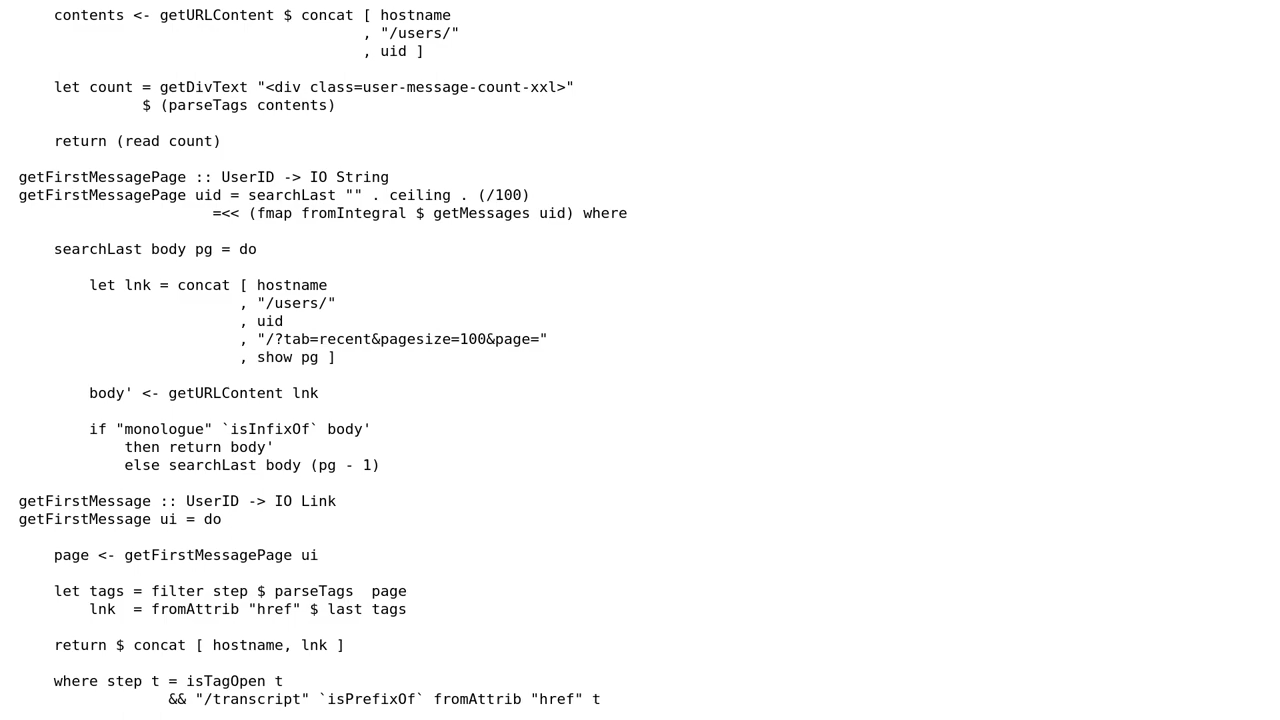 contents <- getURLContent $ concat [ hostname
                                       , "/users/"
                                       , uid ]

    let count = getDivText "<div class=user-message-count-xxl>"
              $ (parseTags contents)

    return (read count)

getFirstMessagePage :: UserID -> IO String
getFirstMessagePage uid = searchLast "" . ceiling . (/100)
                      =<< (fmap fromIntegral $ getMessages uid) where

    searchLast body pg = do

        let lnk = concat [ hostname
                         , "/users/"
                         , uid
                         , "/?tab=recent&pagesize=100&page="
                         , show pg ]

        body' <- getURLContent lnk

        if "monologue" `isInfixOf` body'
            then return body'
            else searchLast body (pg - 1)

getFirstMessage :: UserID -> IO Link
getFirstMessage ui = do

    page <- getFirstMessagePage ui

    let tags = filter step $ parseTags  page
        lnk  = fromAttrib "href" $ last tags

    return $ concat [ hostname, lnk ]

    where step t = isTagOpen t
                 && "/transcript" `isPrefixOf` fromAttrib "href" t